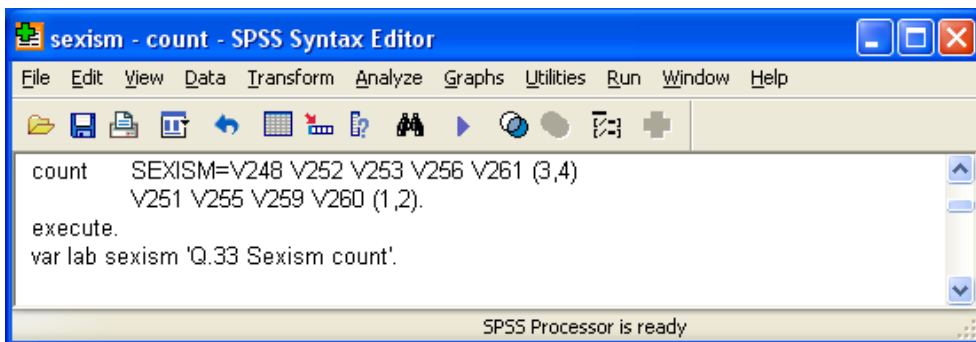 sexism - count - SPSS Syntax Editor
File Edit View Data Transform Analyze Graphs Utilities Run Window Help
count SEXISM=V248 V252 V253 V256 V261 (3,4)
V251 V255 V259 V260 (1,2).
execute.
var lab sexism 'Q.33 Sexism count'.
SPSS Processor is ready